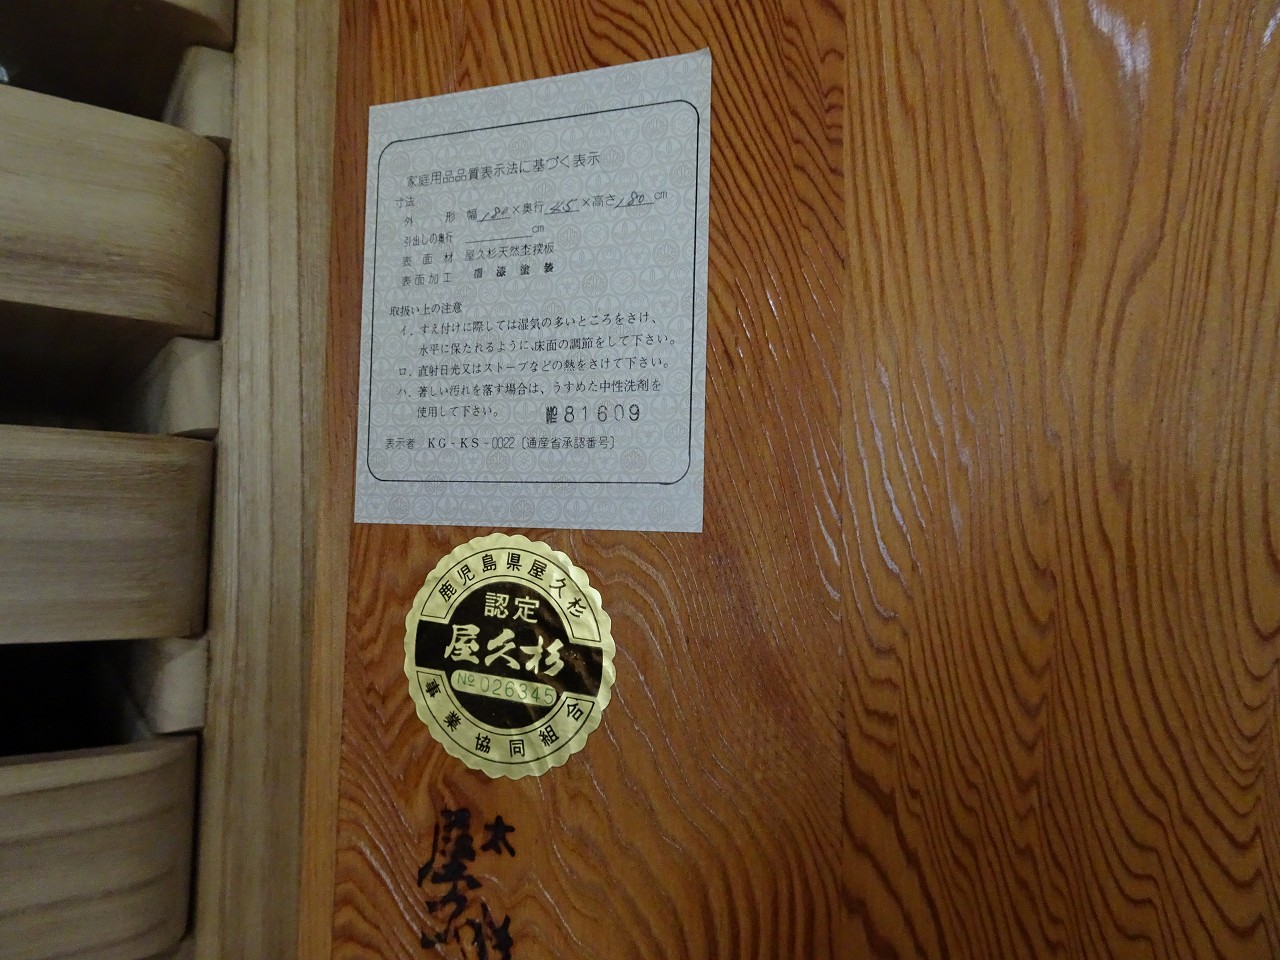 家庭用品品質表示法に基づく表示
寸法
外形 幅180×奥行45×高さ180cm
引出しの奥行 cm
表面材 屋久杉天然杢突板
表面加工 摺漆塗装
取扱い上の注意
イ．すえ付けに際しては湿気の多いところをさけ、
水平に保たれるように、床面の調節をして下さい。
ロ．直射日光又はストーブなどの熱をさけて下さい。
ハ．著しい汚れを落す場合は、うすめた中性洗剤を
使用して下さい。 №81609
表示者 KG-KS-0022〔通産省承認番号〕
鹿児島県屋久杉
認定
屋久杉
№026345
事業協同組合
太
屋久杉